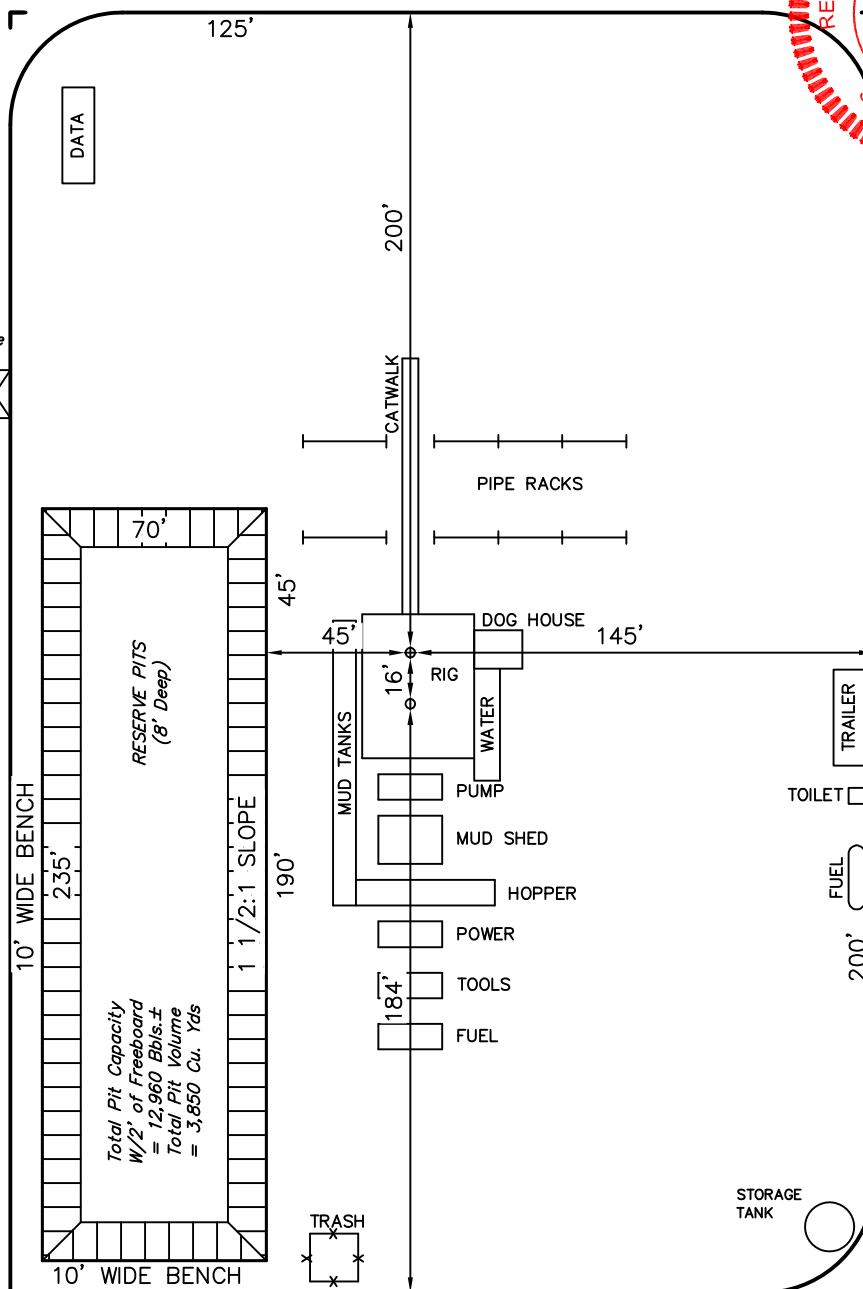 125'
RE
DATA
200'
CATWALK
PIPE RACKS
70'
45'
45'
DOG HOUSE
145'
RESERVE PITS
(8' Deep)
16'
RIG
WATER
MUD TANKS
TRAILER
10' WIDE BENCH
235'
1 1/2:1 SLOPE
190'
PUMP
TOILET
MUD SHED
FUEL
HOPPER
POWER
200'
TOOLS
184'
FUEL
Total Pit Capacity
W/2' of Freeboard
= 12,960 Bbls.±
Total Pit Volume
= 3,850 Cu. Yds
STORAGE
TANK
TRASH
10' WIDE BENCH